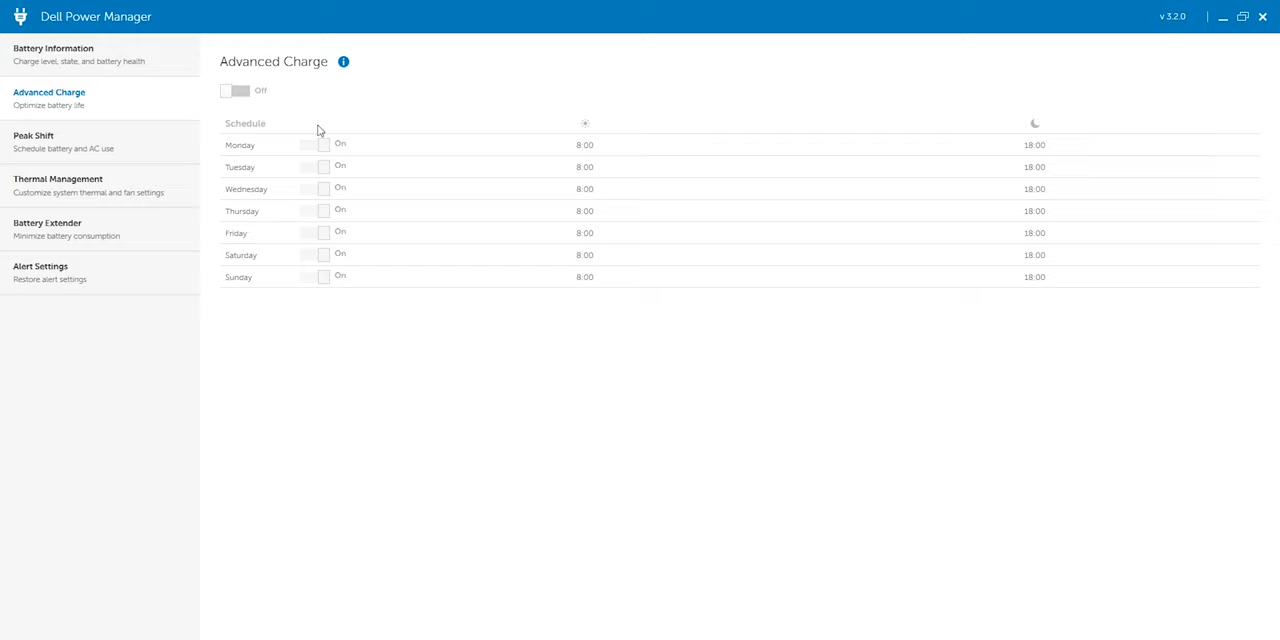 Dell Power Manager
v 3.2.0
Battery Information
Charge level, state, and battery health
Advanced Charge
Optimize battery life
Peak Shift
Schedule battery and AC use
Thermal Management
Customize system thermal and fan settings
Battery Extender
Minimize battery consumption
Alert Settings
Restore alert settings
Advanced Charge
Off
Schedule
Monday On 8:00 18:00
Tuesday On 8:00 18:00
Wednesday On 8:00 18:00
Thursday On 8:00 18:00
Friday On 8:00 18:00
Saturday On 8:00 18:00
Sunday On 8:00 18:00